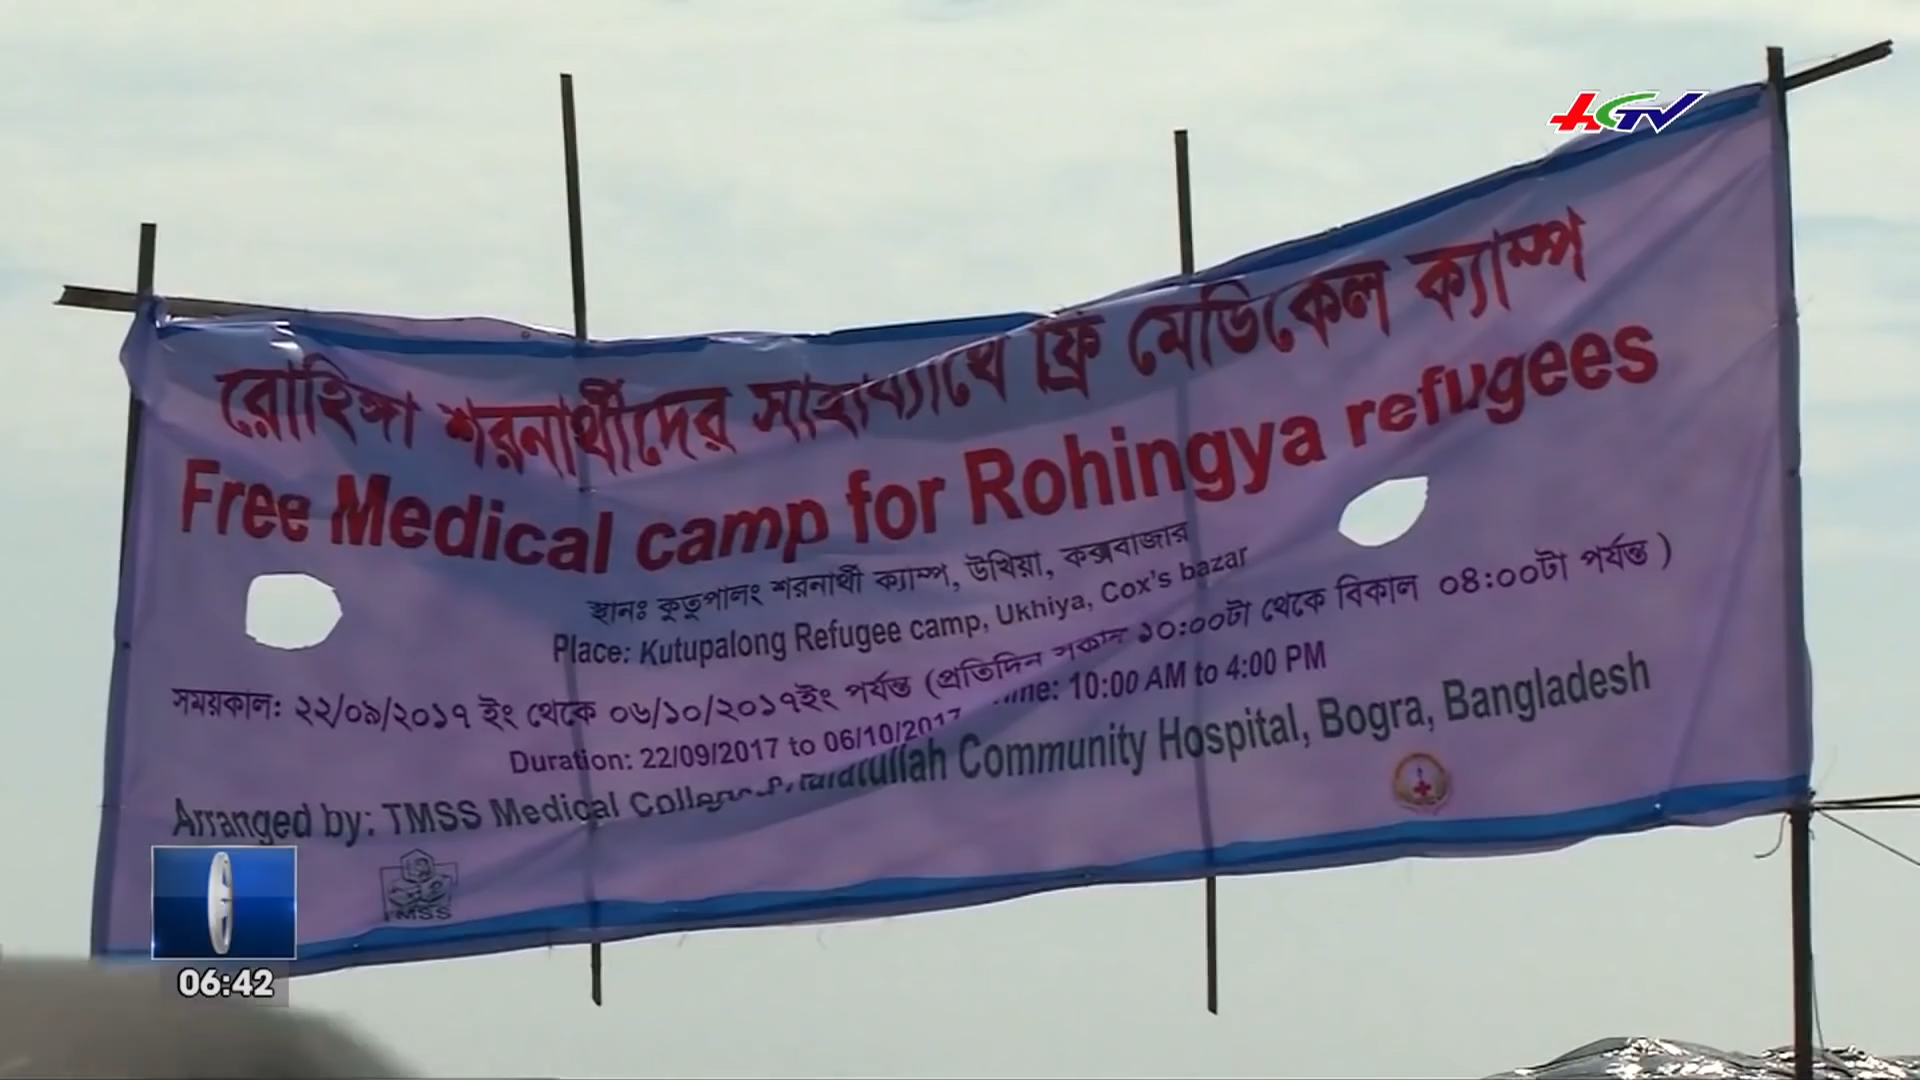 HGTV
রোহিঙ্গা শরনার্থীদের সাহায্যার্থে ফ্রি মেডিকেল ক্যাম্প
Free Medical camp for Rohingya refugees
স্থানঃ কুতুপালং শরনার্থী ক্যাম্প, উখিয়া, কক্সবাজার
Place: Kutupalong Refugee camp, Ukhiya, Cox's bazar
সময়কাল: ২২/০৯/২০১৭ ইং থেকে ০৬/১০/২০১৭ইং পর্যন্ত (প্রতিদিন সকাল ১০:০০টা থেকে বিকাল ০৪:০০টা পর্যন্ত )
Duration: 22/09/2017 to 06/10/2017 10:00 AM to 4:00 PM
Arranged by: TMSS Medical College & Community Hospital, Bogra, Bangladesh
TMSS
06:42